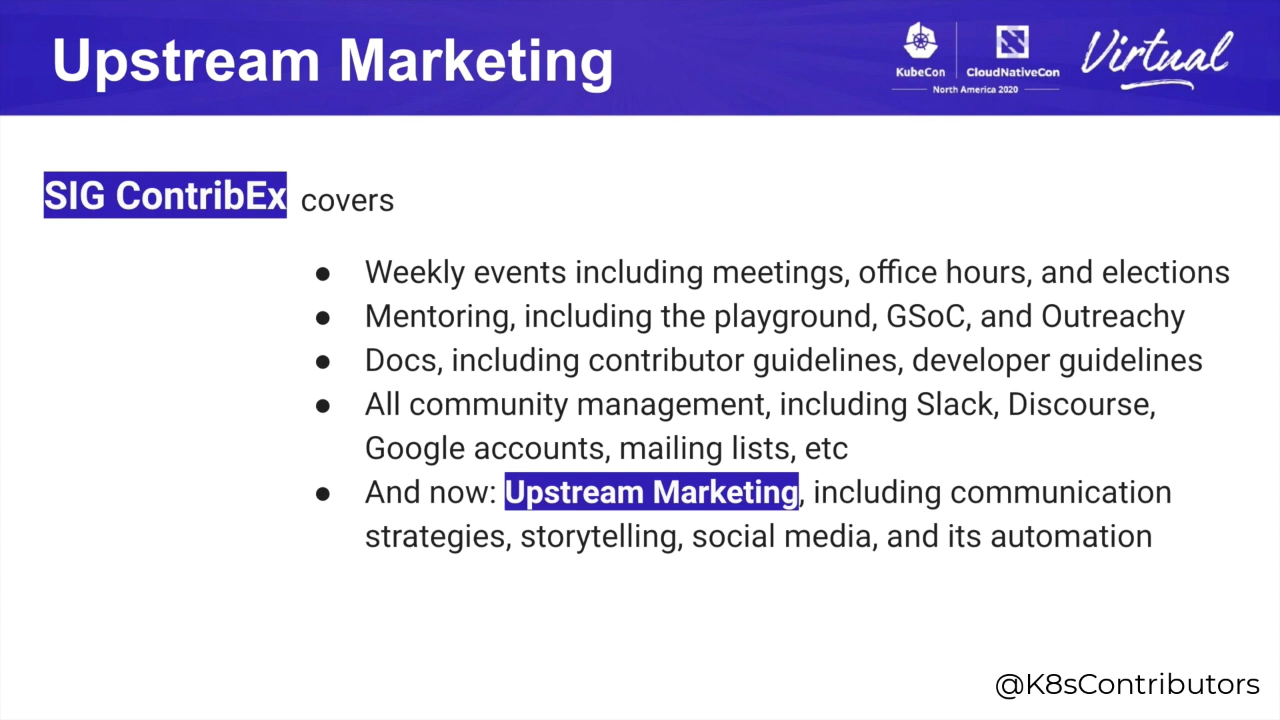 Upstream Marketing
KubeCon
CloudNativeCon
North America 2020
Virtual
SIG ContribEx covers
● Weekly events including meetings, office hours, and elections
● Mentoring, including the playground, GSoC, and Outreachy
● Docs, including contributor guidelines, developer guidelines
● All community management, including Slack, Discourse,
Google accounts, mailing lists, etc
● And now: Upstream Marketing, including communication
strategies, storytelling, social media, and its automation
@K8sContributors